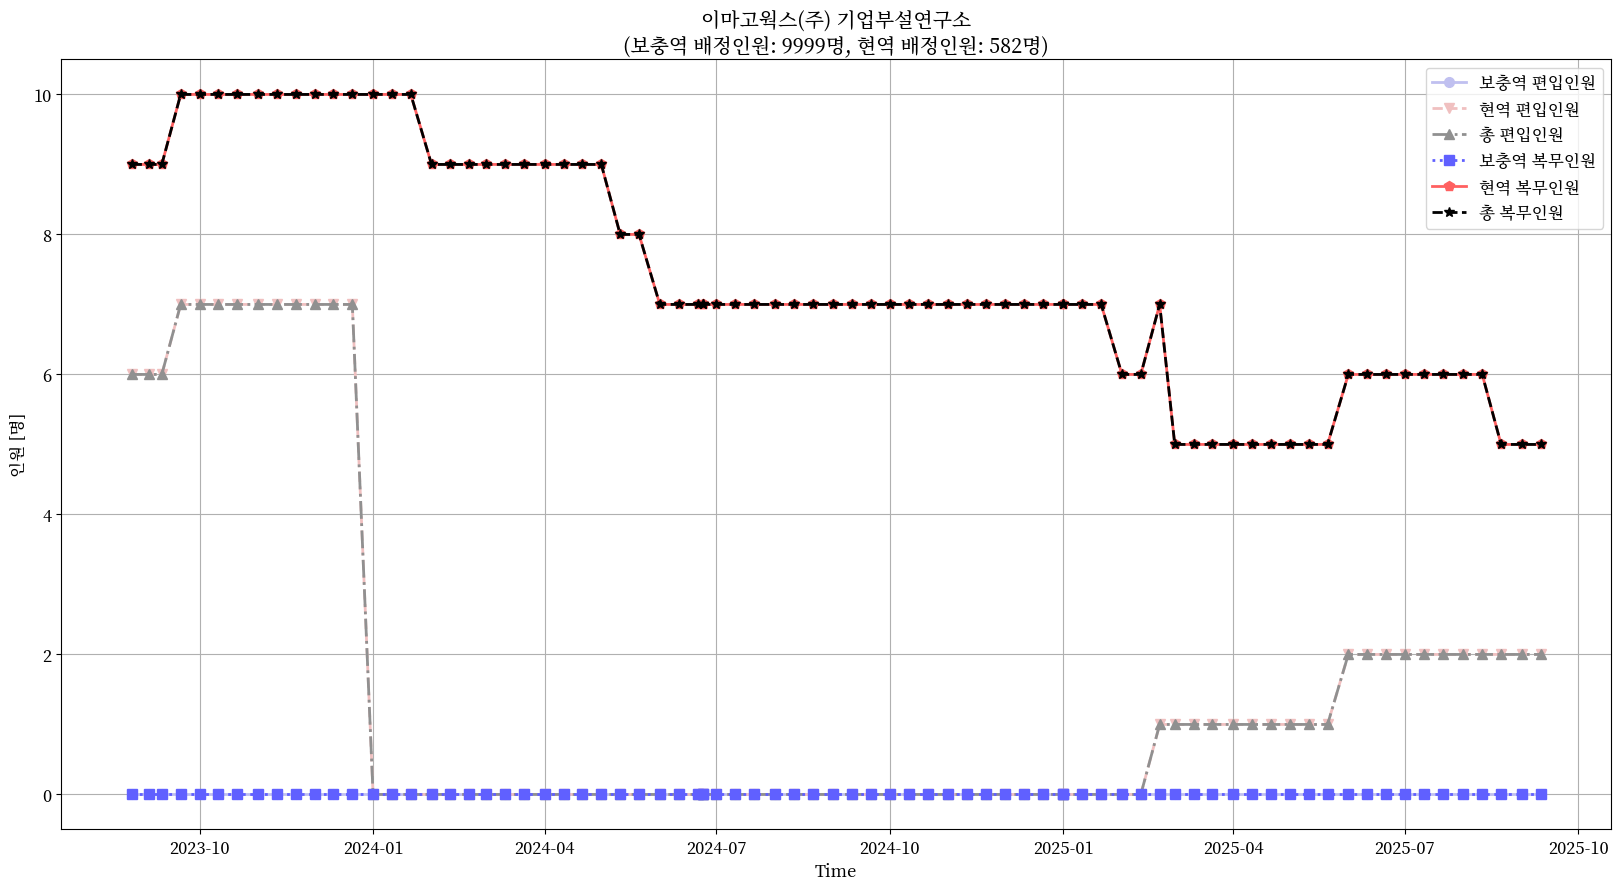 이마고웍스(주) 기업부설연구소
(보충역 배정인원: 9999명, 현역 배정인원: 582명)
보충역 편입인원
현역 편입인원
총 편입인원
보충역 복무인원
현역 복무인원
총 복무인원
인원 [명]
10
8
6
4
2
0
2023-10
2024-01
2024-04
2024-07
2024-10
2025-01
2025-04
2025-07
2025-10
Time